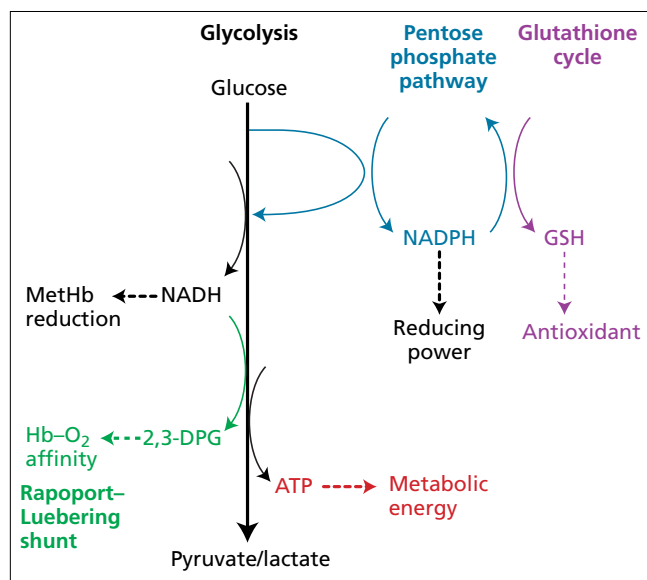 Glycolysis
Pentose
phosphate
pathway
Glutathione
cycle
Glucose
NADPH
GSH
MetHb
reduction
NADH
Reducing
power
Antioxidant
Hb–O₂
affinity
2,3-DPG
Rapoport–
Luebering
shunt
ATP
Metabolic
energy
Pyruvate/lactate